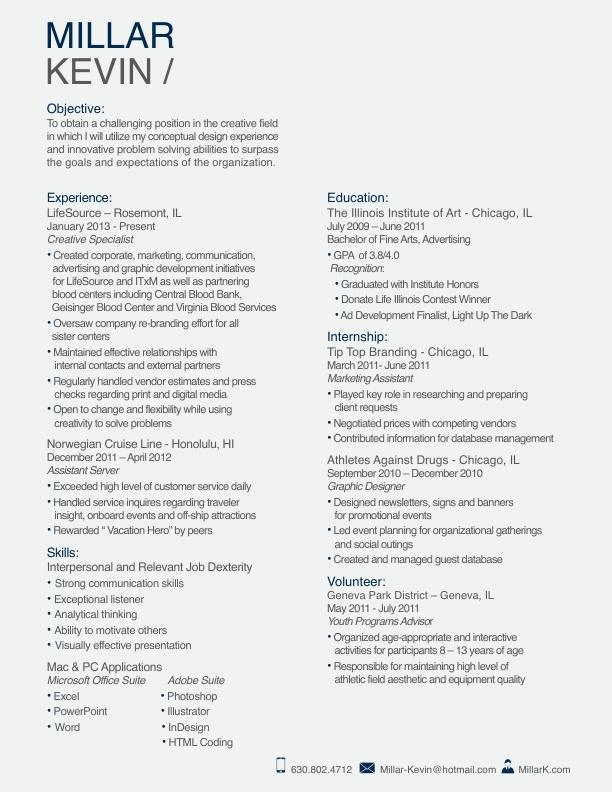 MILLAR
KEVIN /
Objective:
To obtain a challenging position in the creative field
in which I will utilize my conceptual design experience
and innovative problem solving abilities to surpass
the goals and expectations of the organization.
Experience:
LifeSource – Rosemont, IL
January 2013 - Present
Creative Specialist
• Created corporate, marketing, communication,
advertising and graphic development initiatives
for LifeSource and ITxM as well as partnering
blood centers including Central Blood Bank,
Geisinger Blood Center and Virginia Blood Services
• Oversaw company re-branding effort for all
sister centers
• Maintained effective relationships with
internal contacts and external partners
• Regularly handled vendor estimates and press
checks regarding print and digital media
• Open to change and flexibility while using
creativity to solve problems
Norwegian Cruise Line - Honolulu, HI
December 2011 – April 2012
Assistant Server
• Exceeded high level of customer service daily
• Handled service inquires regarding traveler
insight, onboard events and off-ship attractions
• Rewarded “ Vacation Hero” by peers
Skills:
Interpersonal and Relevant Job Dexterity
• Strong communication skills
• Exceptional listener
• Analytical thinking
• Ability to motivate others
• Visually effective presentation
Mac & PC Applications
Microsoft Office Suite
• Excel
• PowerPoint
• Word
Adobe Suite
• Photoshop
• Illustrator
• InDesign
• HTML Coding
Education:
The Illinois Institute of Art - Chicago, IL
July 2009 – June 2011
Bachelor of Fine Arts, Advertising
• GPA of 3.8/4.0
Recognition:
• Graduated with Institute Honors
• Donate Life Illinois Contest Winner
• Ad Development Finalist, Light Up The Dark
Internship:
Tip Top Branding - Chicago, IL
March 2011- June 2011
Marketing Assistant
• Played key role in researching and preparing
client requests
• Negotiated prices with competing vendors
• Contributed information for database management
Athletes Against Drugs - Chicago, IL
September 2010 – December 2010
Graphic Designer
• Designed newsletters, signs and banners
for promotional events
• Led event planning for organizational gatherings
and social outings
• Created and managed guest database
Volunteer:
Geneva Park District – Geneva, IL
May 2011 - July 2011
Youth Programs Advisor
• Organized age-appropriate and interactive
activities for participants 8 – 13 years of age
• Responsible for maintaining high level of
athletic field aesthetic and equipment quality
630.802.4712 Millar-Kevin@hotmail.com MillarK.com